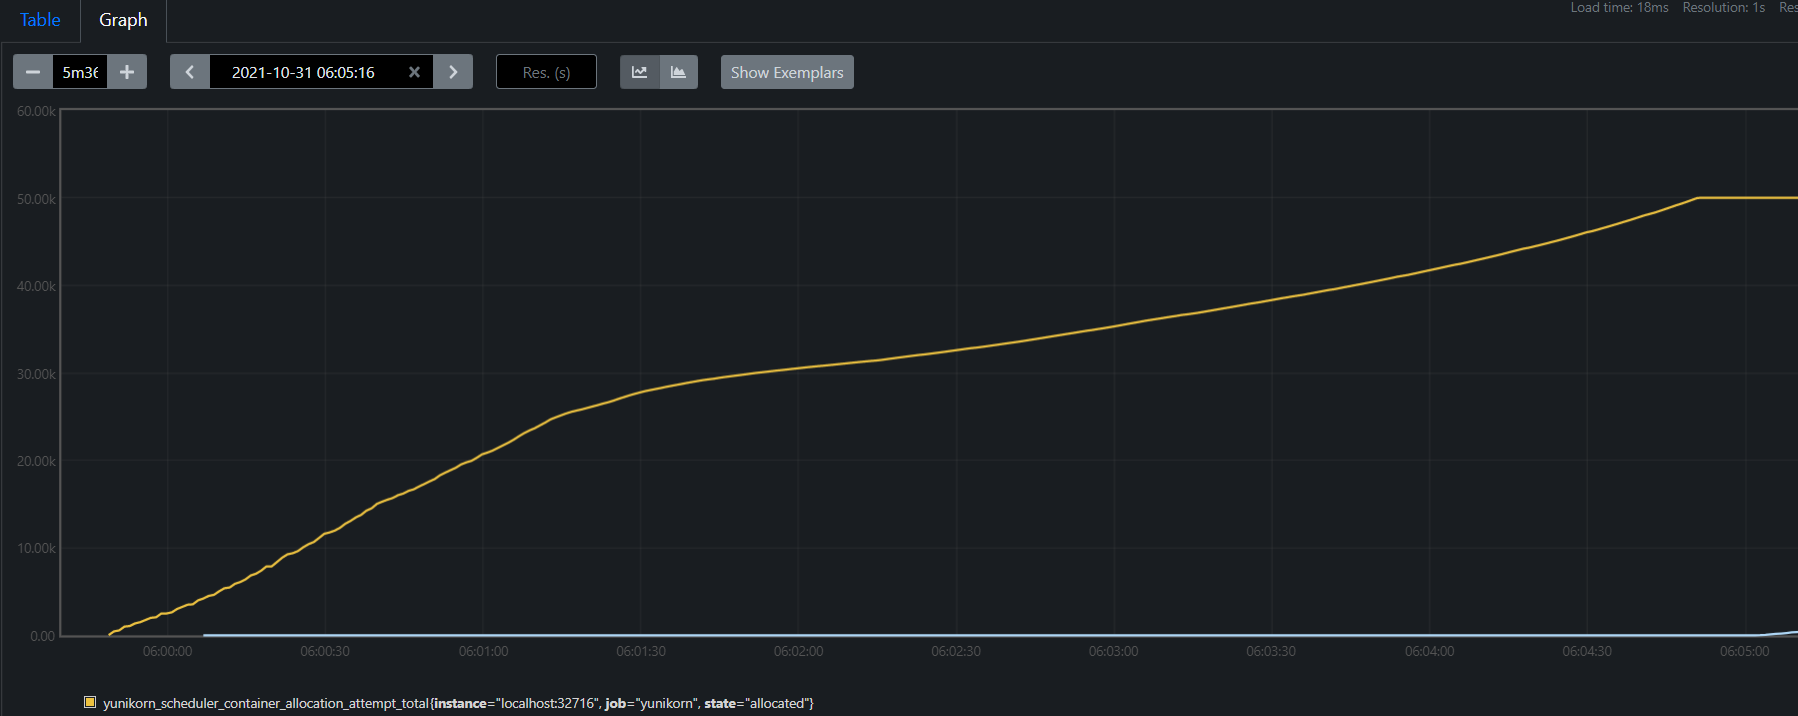 Table Graph Load time: 18ms Resolution: 1s Res
− 5m36 + 2021-10-31 06:05:16 × Res. (s) Show Exemplars
60.00k
50.00k
40.00k
30.00k
20.00k
10.00k
0.00
06:00:00 06:00:30 06:01:00 06:01:30 06:02:00 06:02:30 06:03:00 06:03:30 06:04:00 06:04:30 06:05:00
yunikorn_scheduler_container_allocation_attempt_total{instance="localhost:32716", job="yunikorn", state="allocated"}